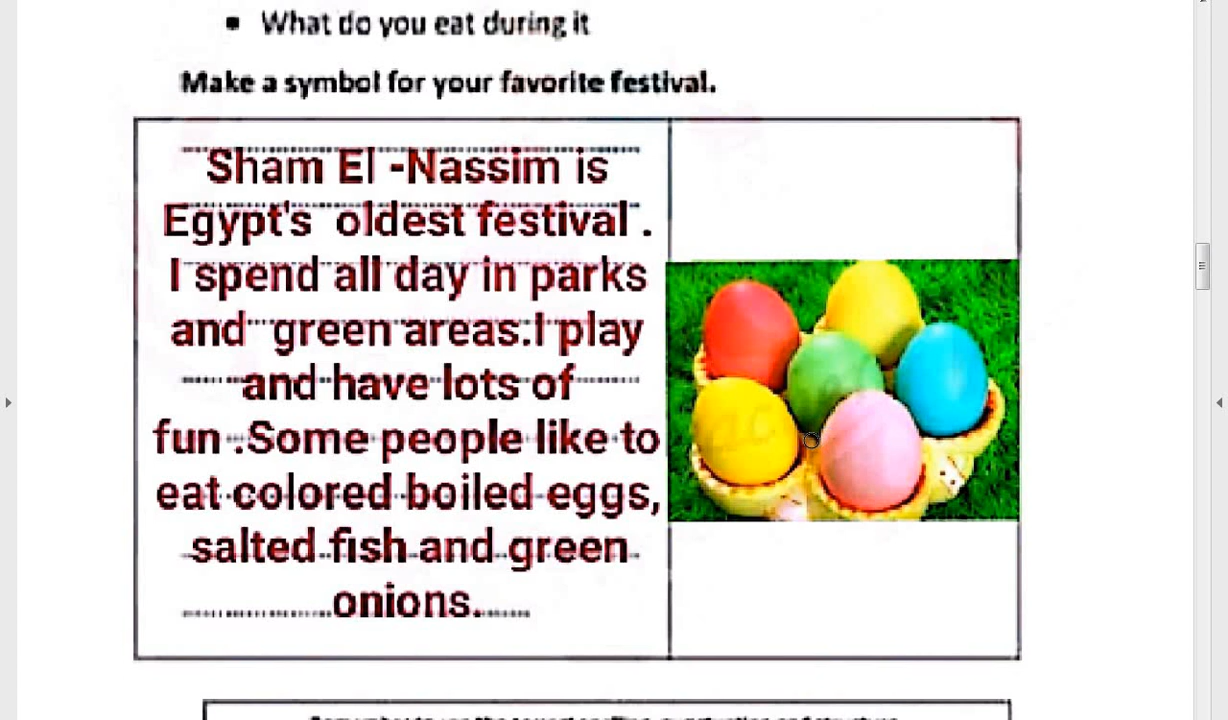 • What do you eat during it
Make a symbol for your favorite festival.
Sham El -Nassim is
Egypt's oldest festival .
I spend all day in parks
and green areas.I play
and have lots of
fun .Some people like to
eat colored boiled eggs,
salted fish and green
onions.